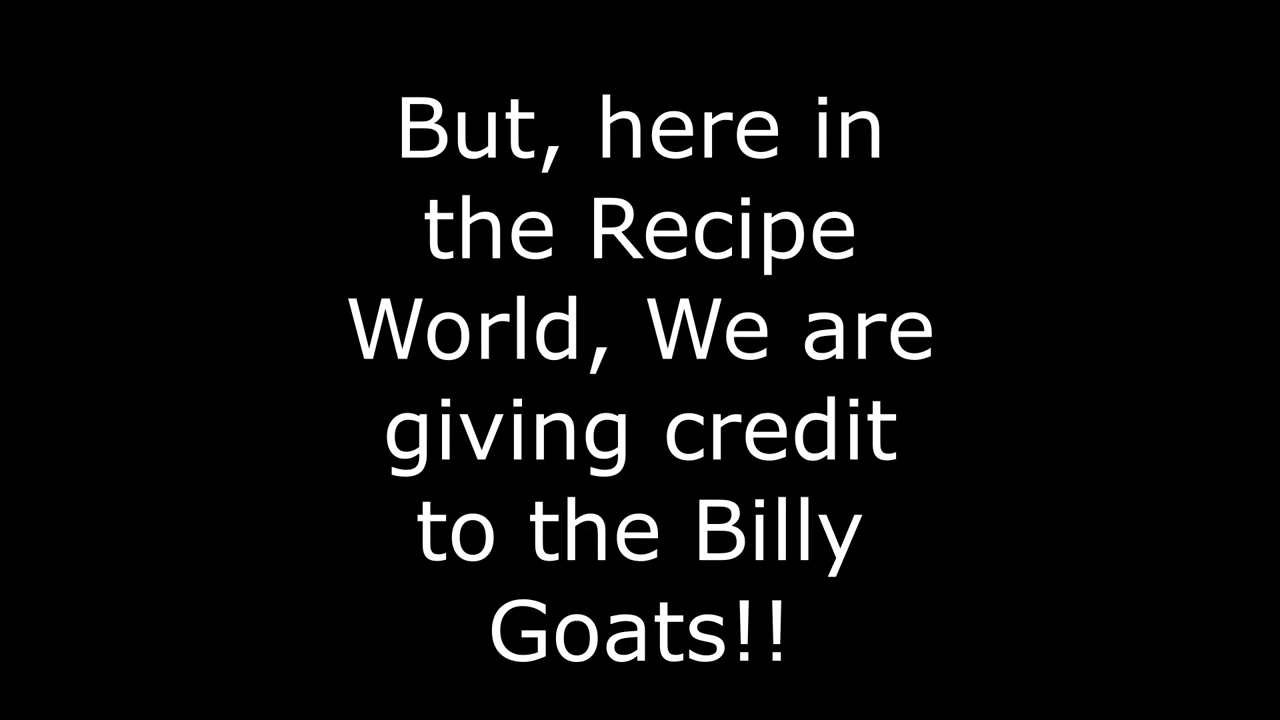 But, here in
the Recipe
World, We are
giving credit
to the Billy
Goats!!